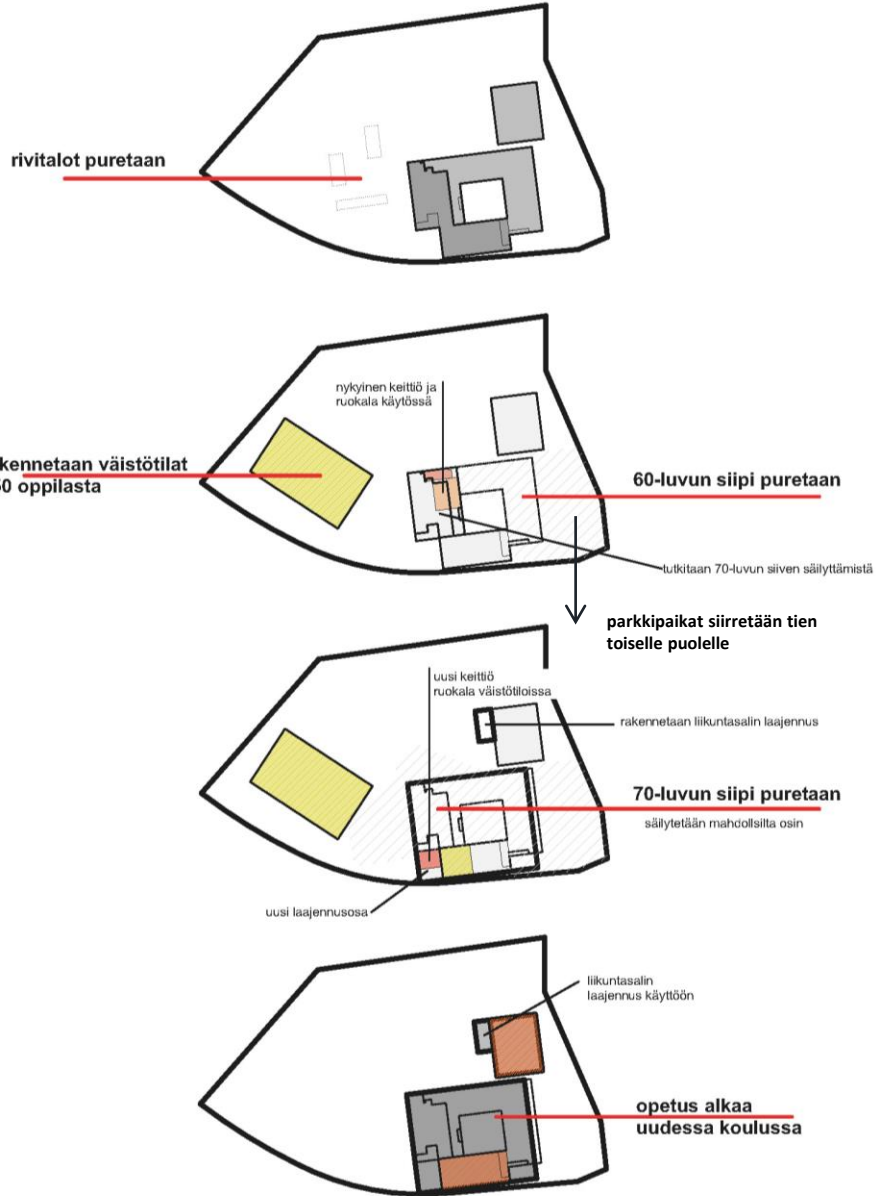 rivitalot puretaan
nykyinen keittiö ja
ruokala käytössä
kennetaan väistötilat
50 oppilasta
60-luvun siipi puretaan
tutkitaan 70-luvun siiven säilyttämistä
parkkipaikat siirretään tien
toiselle puolelle
uusi keittiö
ruokala väistötiloissa
rakennetaan liikuntasalin laajennus
70-luvun siipi puretaan
säilytetään mahdollsilta osin
uusi laajennusosa
liikuntasalin
laajennus käyttöön
opetus alkaa
uudessa koulussa